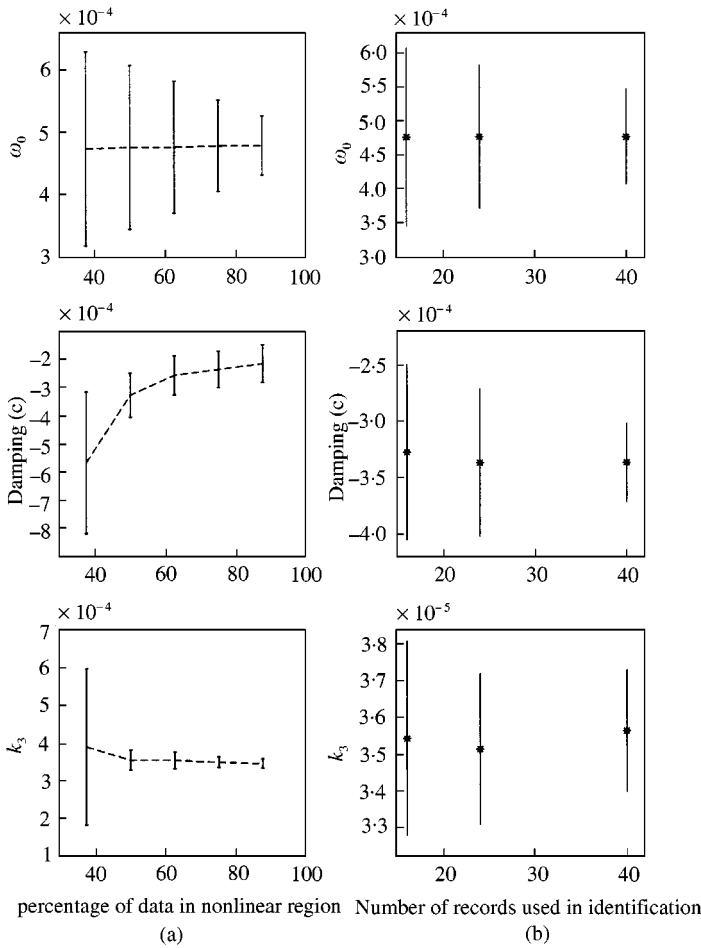 × 10⁻⁴
6
5
4
3
ω₀
40 60 80 100
× 10⁻⁴
6·0
5·5
5·0
4·5
4·0
3·5
3·0
ω₀
20 30 40
× 10⁻⁴
−2
−3
−4
−5
−6
−7
−8
Damping (c)
40 60 80 100
× 10⁻⁴
−2·5
−3·0
−3·5
−4·0
Damping (c)
20 30 40
× 10⁻⁴
7
6
5
4
3
2
1
k₃
40 60 80 100
× 10⁻⁵
3·8
3·7
3·6
3·5
3·4
3·3
k₃
20 30 40
percentage of data in nonlinear region
(a)
Number of records used in identification
(b)